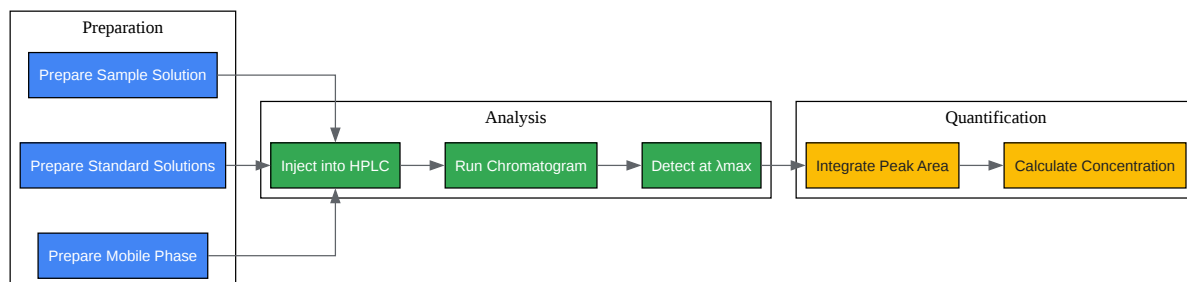 Preparation
Prepare Sample Solution
Prepare Standard Solutions
Prepare Mobile Phase
Analysis
Inject into HPLC
Run Chromatogram
Detect at λmax
Quantification
Integrate Peak Area
Calculate Concentration